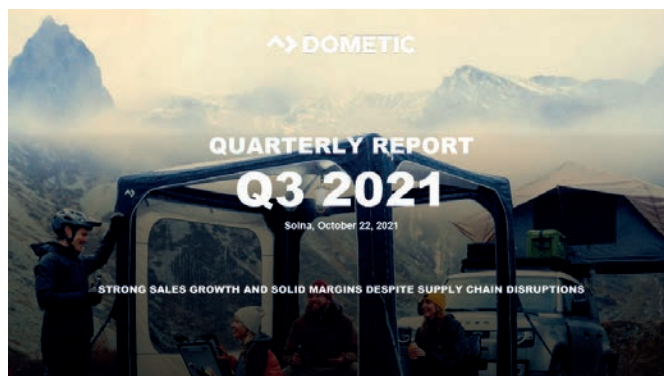 DOMETIC
QUARTERLY REPORT
Q3 2021
Solna, October 22, 2021
STRONG SALES GROWTH AND SOLID MARGINS DESPITE SUPPLY CHAIN DISRUPTIONS